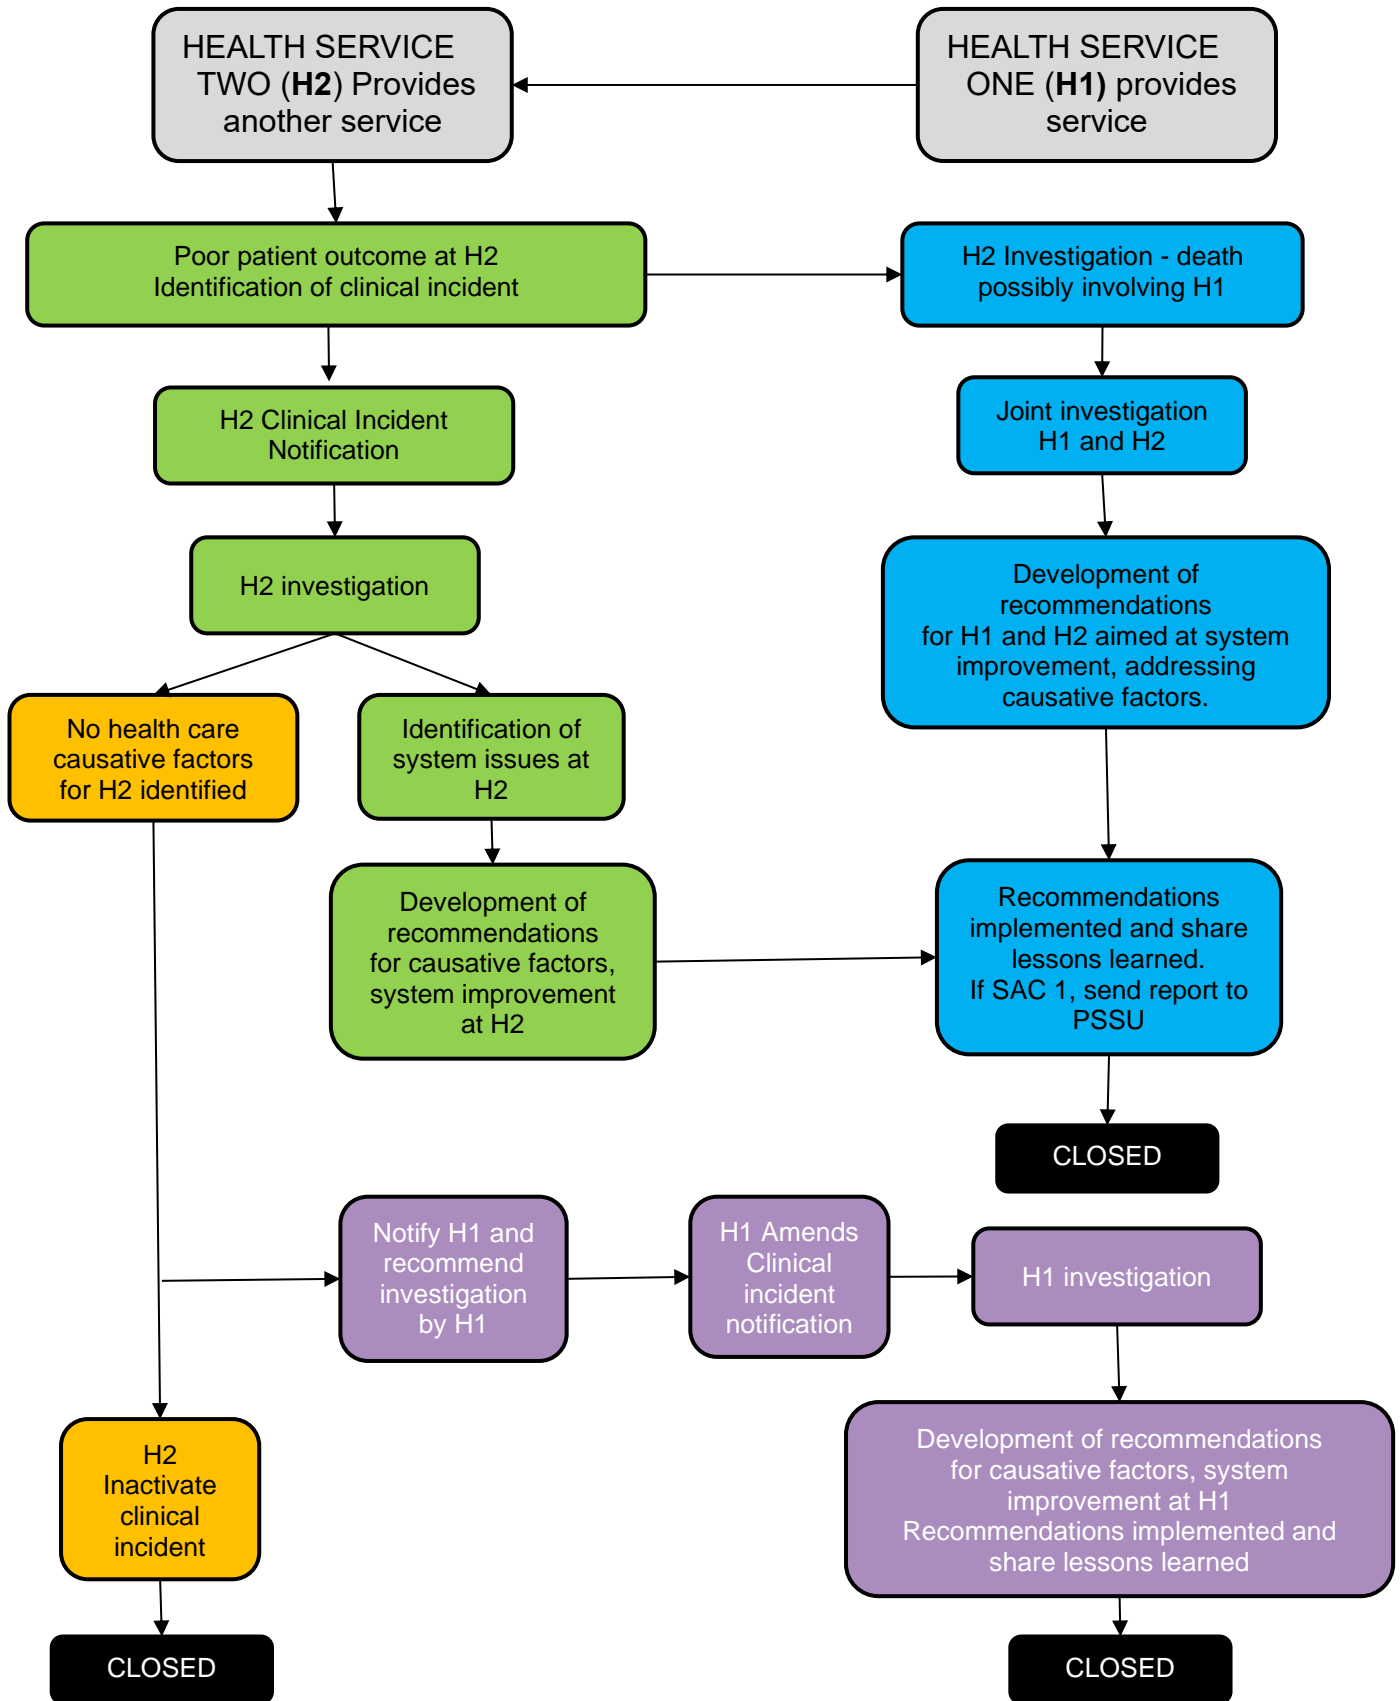 HEALTH SERVICE
TWO (H2) Provides
another service
HEALTH SERVICE
ONE (H1) provides
service
Poor patient outcome at H2
Identification of clinical incident
H2 Investigation - death
possibly involving H1
H2 Clinical Incident
Notification
Joint investigation
H1 and H2
H2 investigation
Development of
recommendations
for H1 and H2 aimed at system
improvement, addressing
causative factors.
No health care
causative factors
for H2 identified
Identification of
system issues at
H2
Development of
recommendations
for causative factors,
system improvement
at H2
Recommendations
implemented and share
lessons learned.
If SAC 1, send report to
PSSU
CLOSED
Notify H1 and
recommend
investigation
by H1
H1 Amends
Clinical
incident
notification
H1 investigation
H2
Inactivate
clinical
incident
Development of recommendations
for causative factors, system
improvement at H1
Recommendations implemented and
share lessons learned
CLOSED
CLOSED